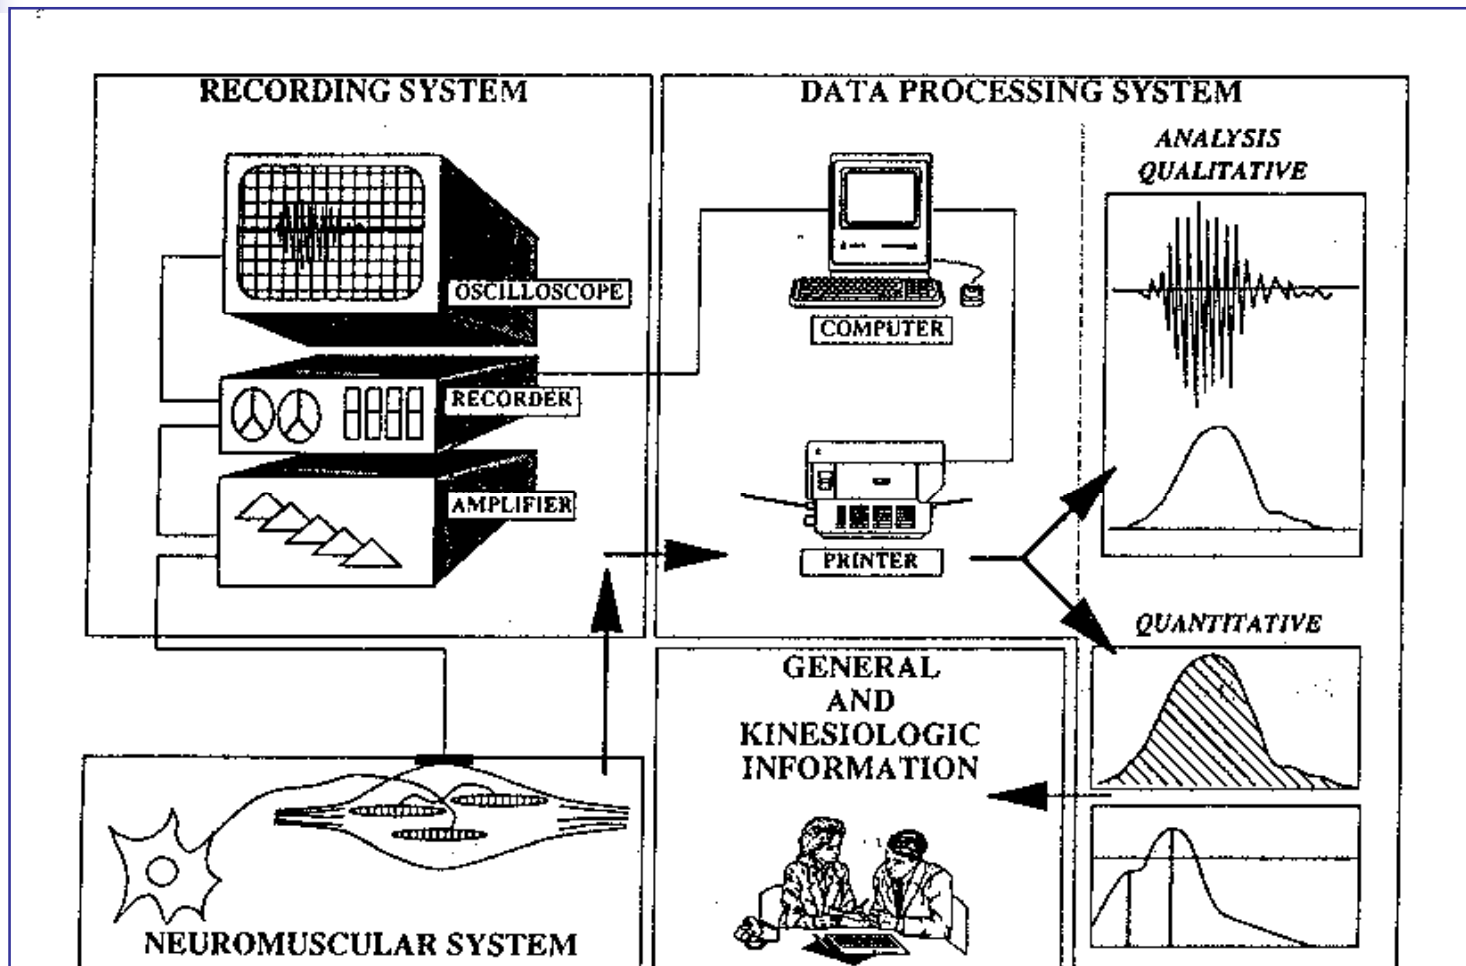 RECORDING SYSTEM
OSCILLOSCOPE
RECORDER
AMPLIFIER
DATA PROCESSING SYSTEM
COMPUTER
PRINTER
ANALYSIS
QUALITATIVE
QUANTITATIVE
GENERAL
AND
KINESIOLOGIC
INFORMATION
NEUROMUSCULAR SYSTEM